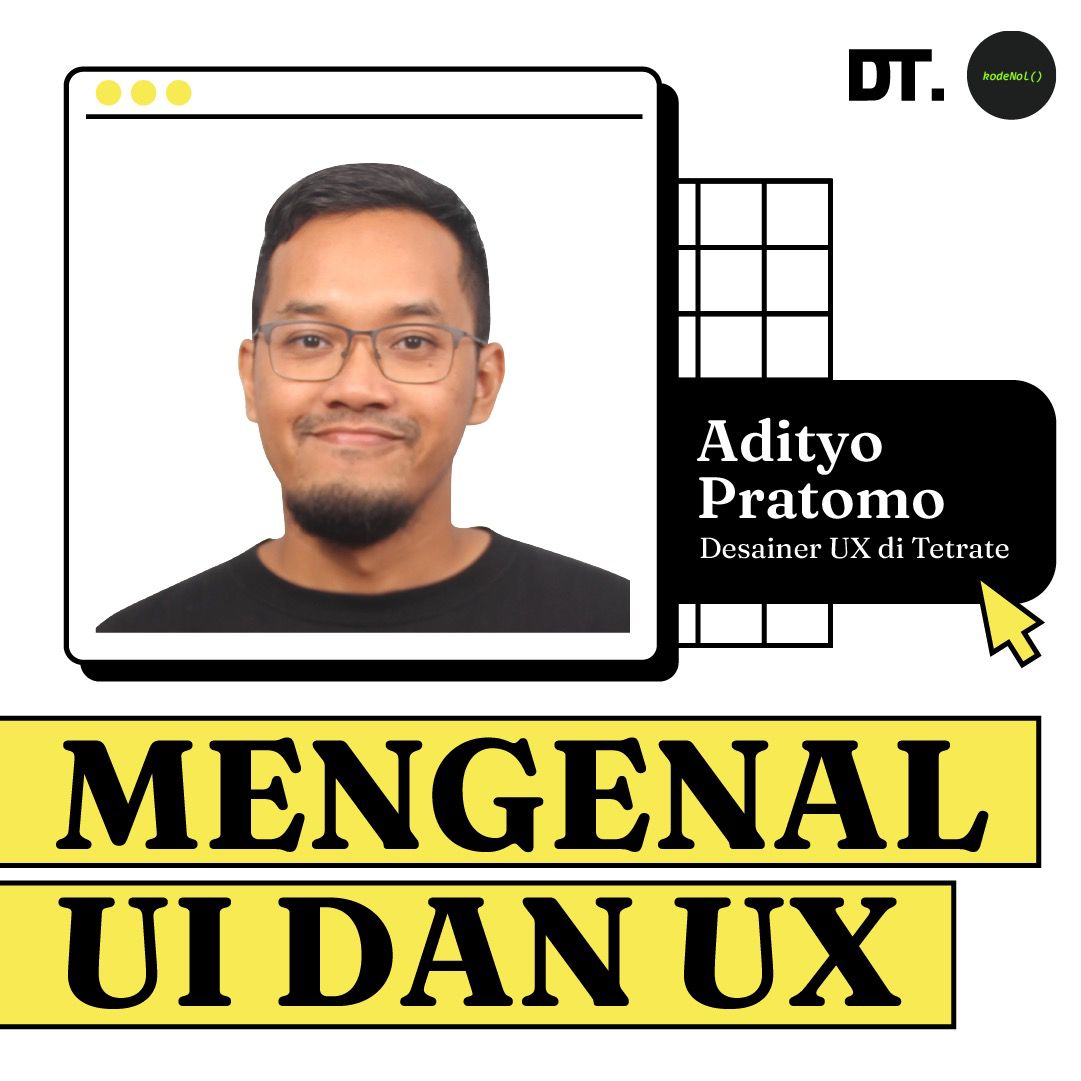 DT.
kodeNol()
Adityo
Pratomo
Desainer UX di Tetrate
MENGENAL
UI DAN UX